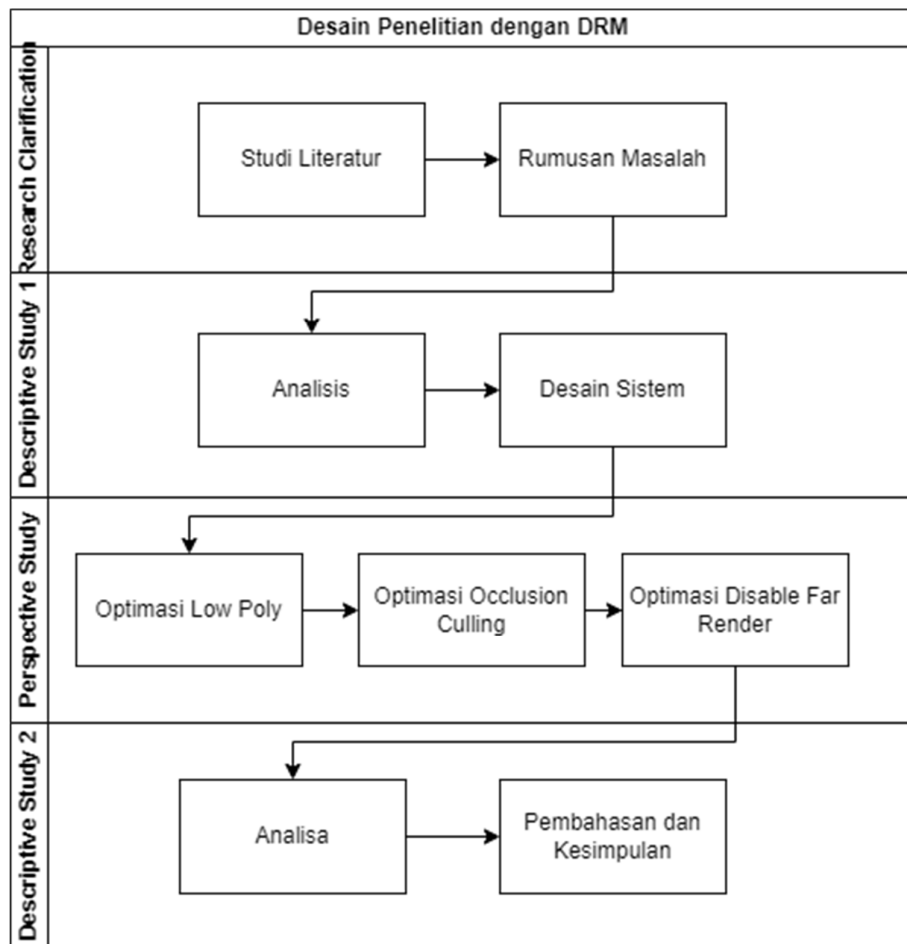 Desain Penelitian dengan DRM
Research Clarification
Studi Literatur
Rumusan Masalah
Descriptive Study 1
Analisis
Desain Sistem
Perspective Study
Optimasi Low Poly
Optimasi Occlusion
Culling
Optimasi Disable Far
Render
Descriptive Study 2
Analisa
Pembahasan dan
Kesimpulan